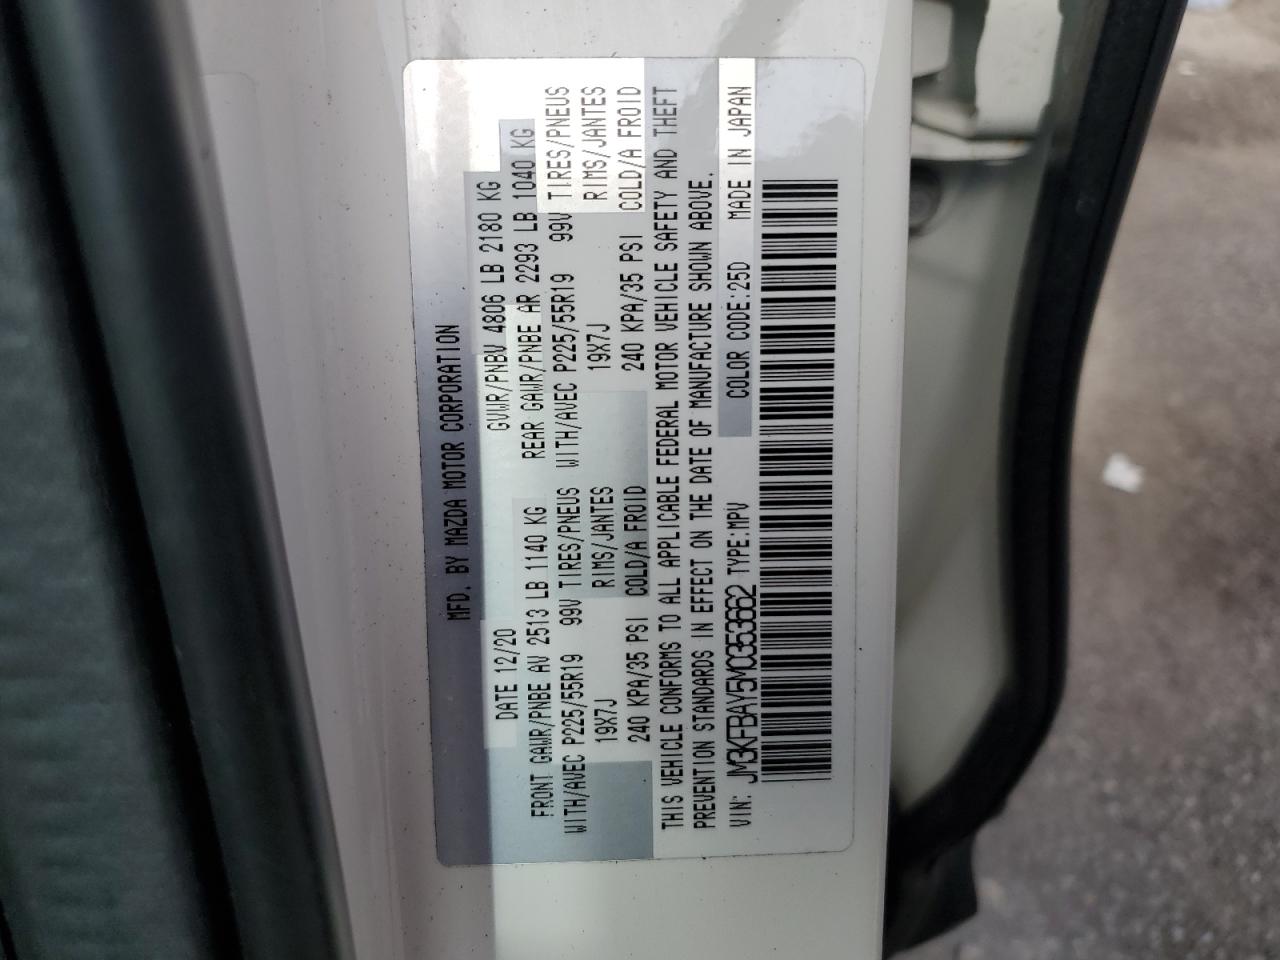 MFD. BY MAZDA MOTOR CORPORATION
DATE 12/20 GVWR/PNBV 4806 LB 2180 KG
FRONT GAWR/PNBE AV 2513 LB 1140 KG REAR GAWR/PNBE AR 2293 LB 1040 KG
WITH/AVEC P225/55R19 99V TIRES/PNEUS WITH/AVEC P225/55R19 99V TIRES/PNEUS
19X7J RIMS/JANTES 19X7J RIMS/JANTES
240 KPA/35 PSI COLD/A FROID 240 KPA/35 PSI COLD/A FROID
THIS VEHICLE CONFORMS TO ALL APPLICABLE FEDERAL MOTOR VEHICLE SAFETY AND THEFT
PREVENTION STANDARDS IN EFFECT ON THE DATE OF MANUFACTURE SHOWN ABOVE.
VIN: JM3KFBAY5M0353662 TYPE:MPV COLOR CODE:25D MADE IN JAPAN